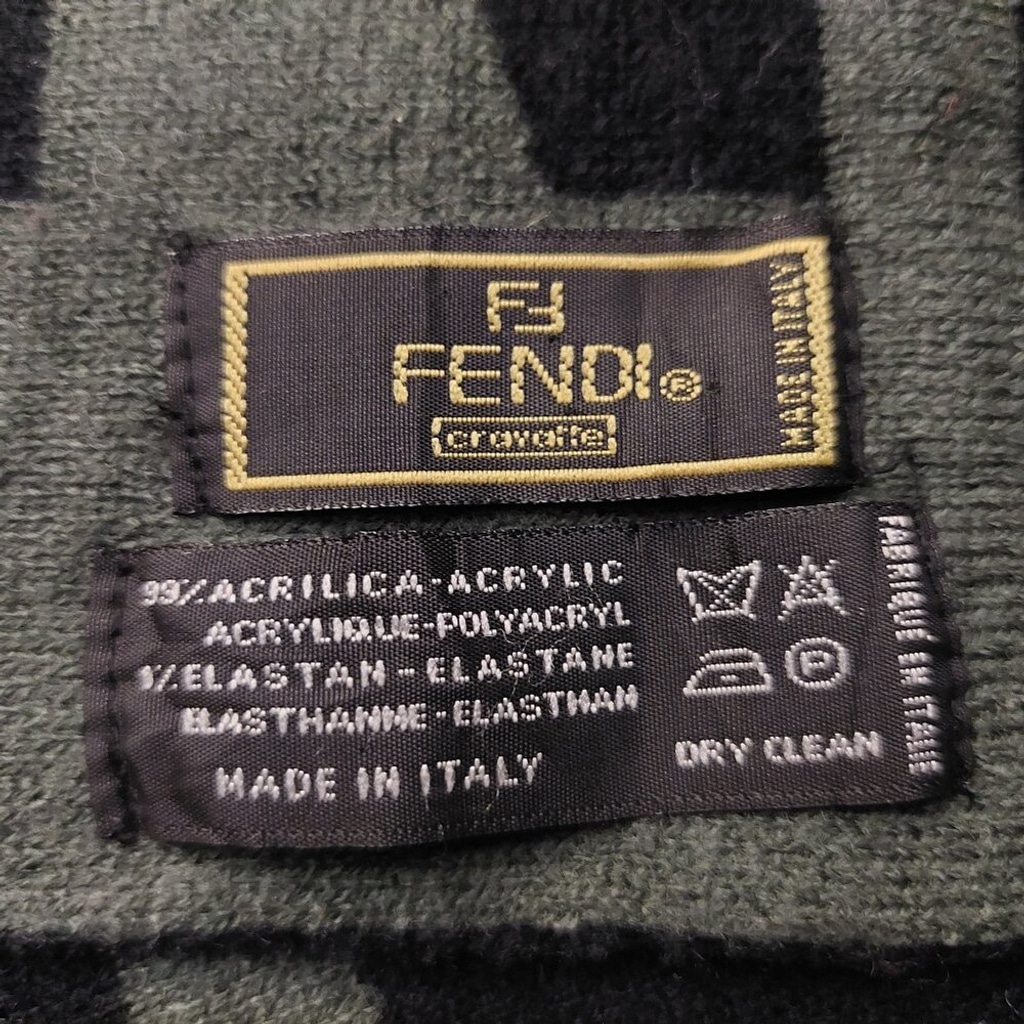 FF
FENDI®
cravatte
MADE IN ITALY
99% ACRILICA - ACRYLIC
ACRYLIQUE - POLYACRYL
1% ELASTAN - ELASTANE
ELASTHANNE - ELASTHAN
MADE IN ITALY
P
DRY CLEAN
FABRIQUE EN ITALIE